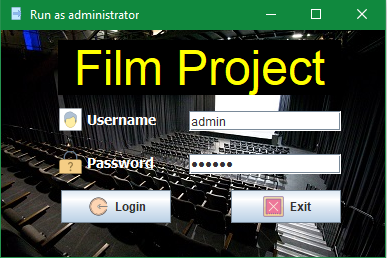 Run as administrator
Film Project
Username
admin
Password
••••••
Login
Exit